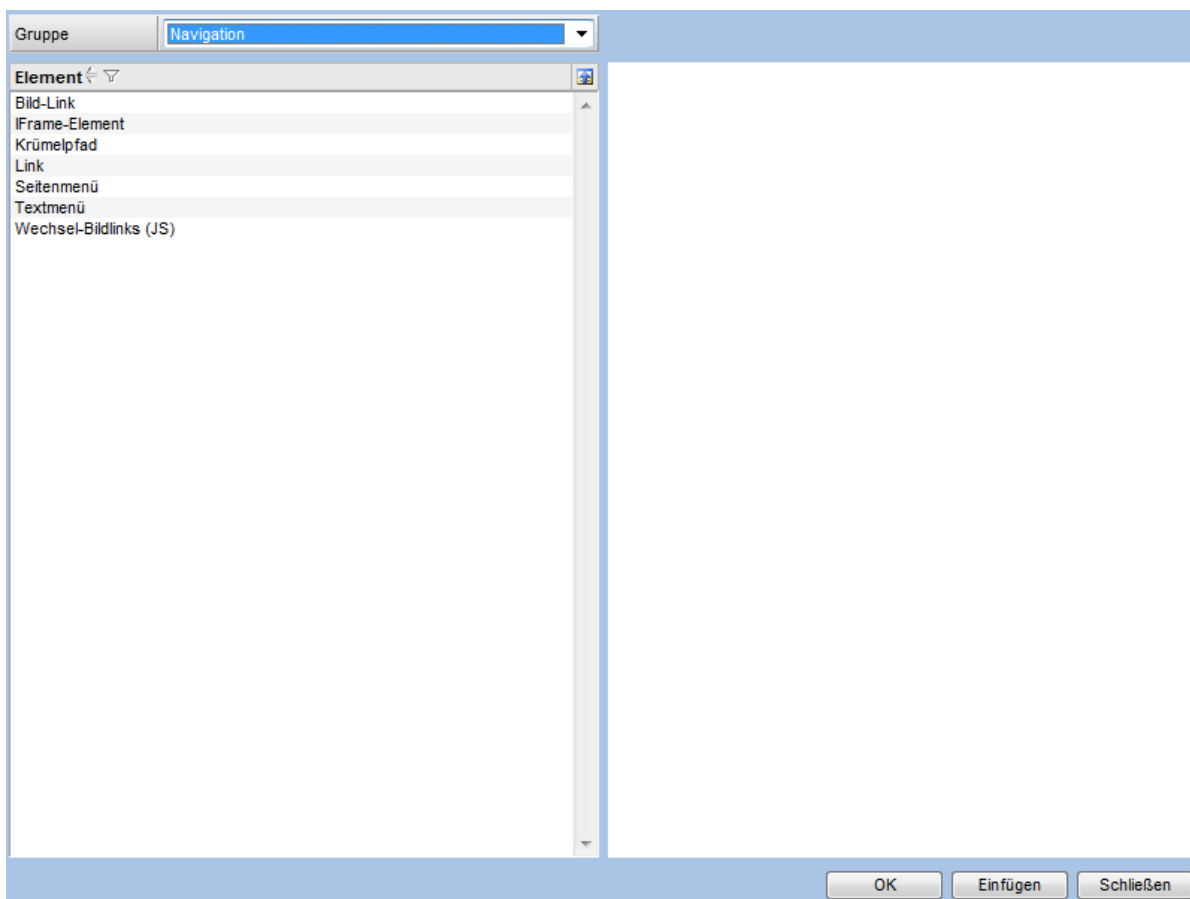 Gruppe Navigation
Element
Bild-Link
IFrame-Element
Krümelpfad
Link
Seitenmenü
Textmenü
Wechsel-Bildlinks (JS)
OK Einfügen Schließen